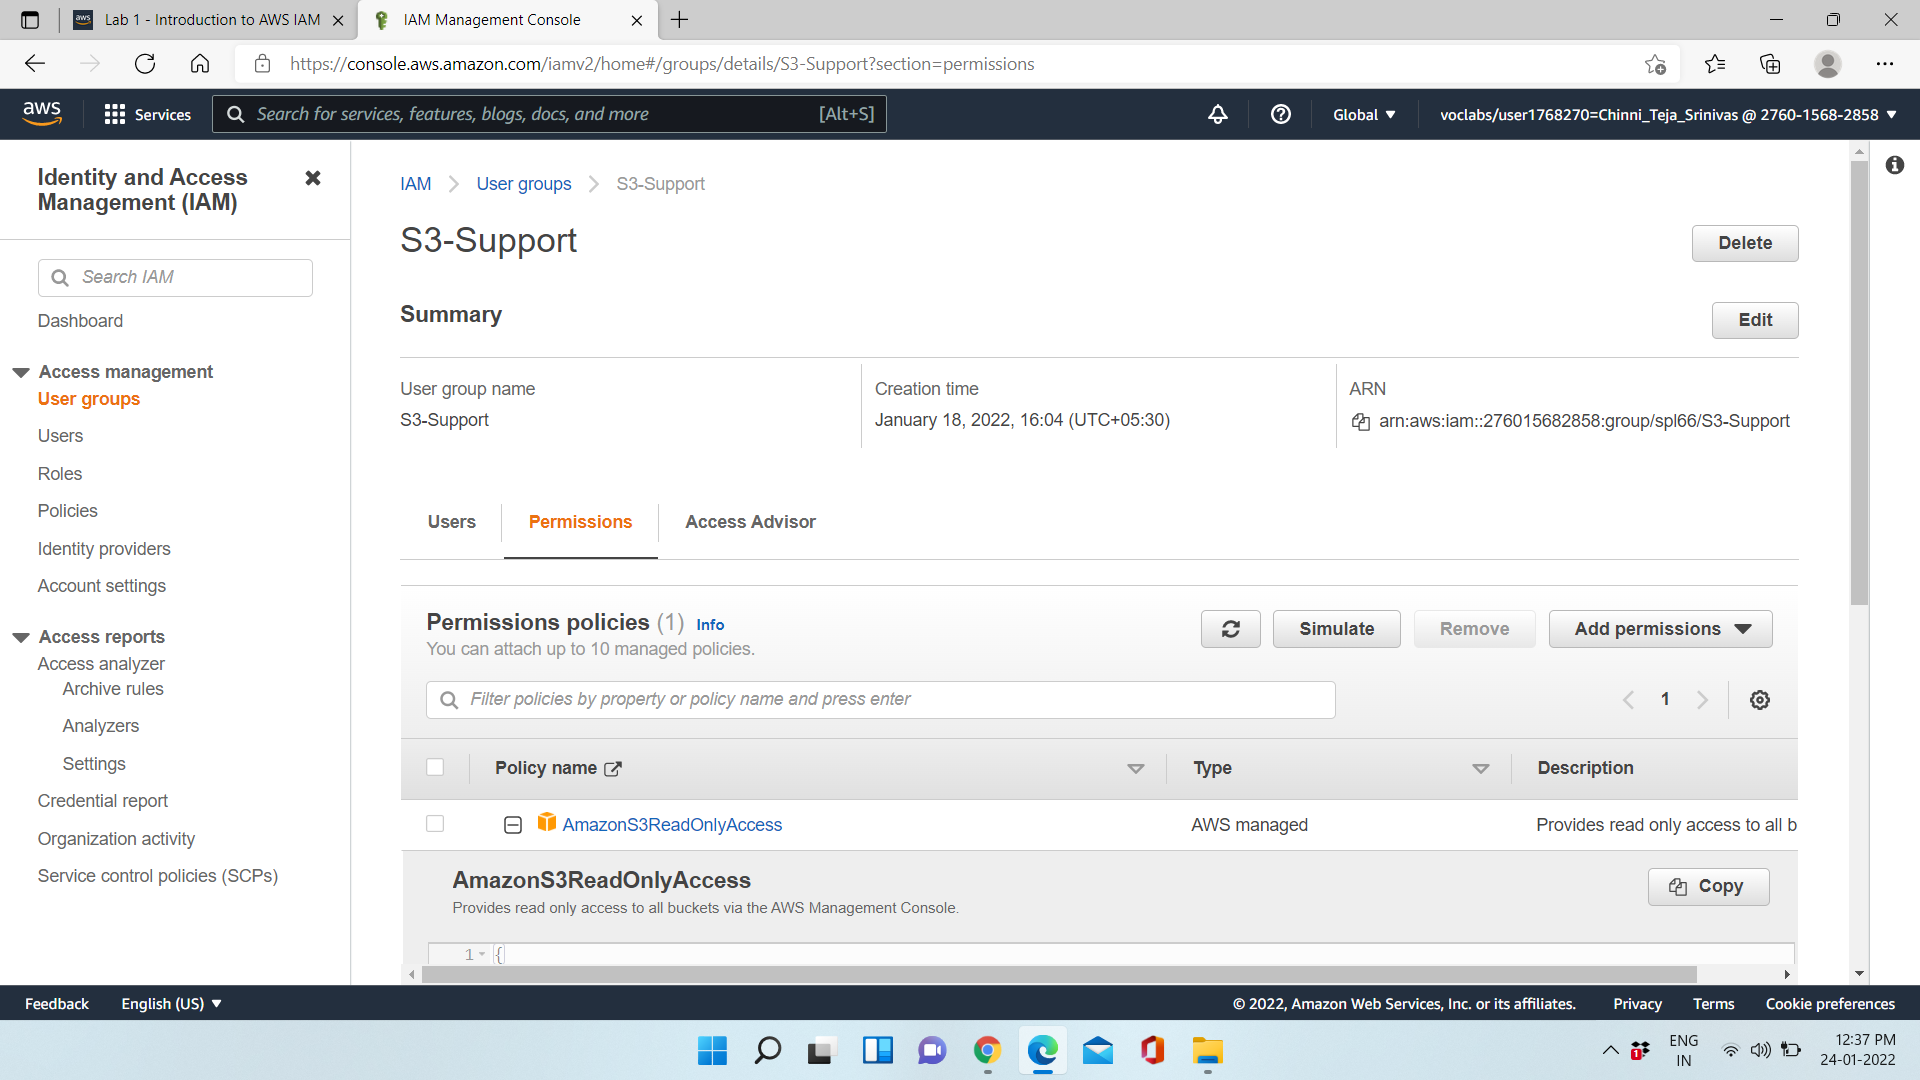 Lab 1 - Introduction to AWS IAM
IAM Management Console
https://console.aws.amazon.com/iamv2/home#/groups/details/S3-Support?section=permissions
aws
Services
Search for services, features, blogs, docs, and more
[Alt+S]
Global
voclabs/user1768270=Chinni_Teja_Srinivas @ 2760-1568-2858
Identity and Access
Management (IAM)
Search IAM
Dashboard
Access management
User groups
Users
Roles
Policies
Identity providers
Account settings
Access reports
Access analyzer
Archive rules
Analyzers
Settings
Credential report
Organization activity
Service control policies (SCPs)
IAM
User groups
S3-Support
S3-Support
Delete
Summary
Edit
User group name
S3-Support
Creation time
January 18, 2022, 16:04 (UTC+05:30)
ARN
arn:aws:iam::276015682858:group/spl66/S3-Support
Users
Permissions
Access Advisor
Permissions policies (1) Info
You can attach up to 10 managed policies.
Simulate
Remove
Add permissions
Filter policies by property or policy name and press enter
1
Policy name
Type
Description
AmazonS3ReadOnlyAccess
AWS managed
Provides read only access to all b
AmazonS3ReadOnlyAccess
Provides read only access to all buckets via the AWS Management Console.
Copy
1 {
Feedback
English (US)
© 2022, Amazon Web Services, Inc. or its affiliates.
Privacy
Terms
Cookie preferences
1
ENG
IN
12:37 PM
24-01-2022